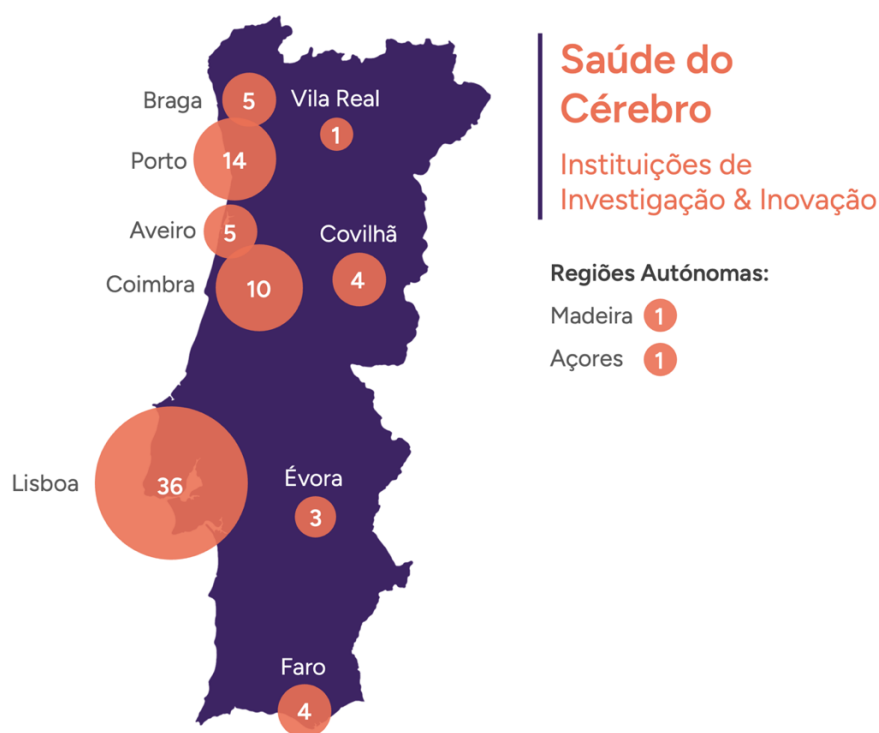 Saúde do
Cérebro
Instituições de
Investigação & Inovação
Regiões Autónomas:
Madeira 1
Açores 1
Braga 5
Vila Real
1
Porto 14
Aveiro 5
Covilhã
4
Coimbra 10
Lisboa 36
Évora
3
Faro
4